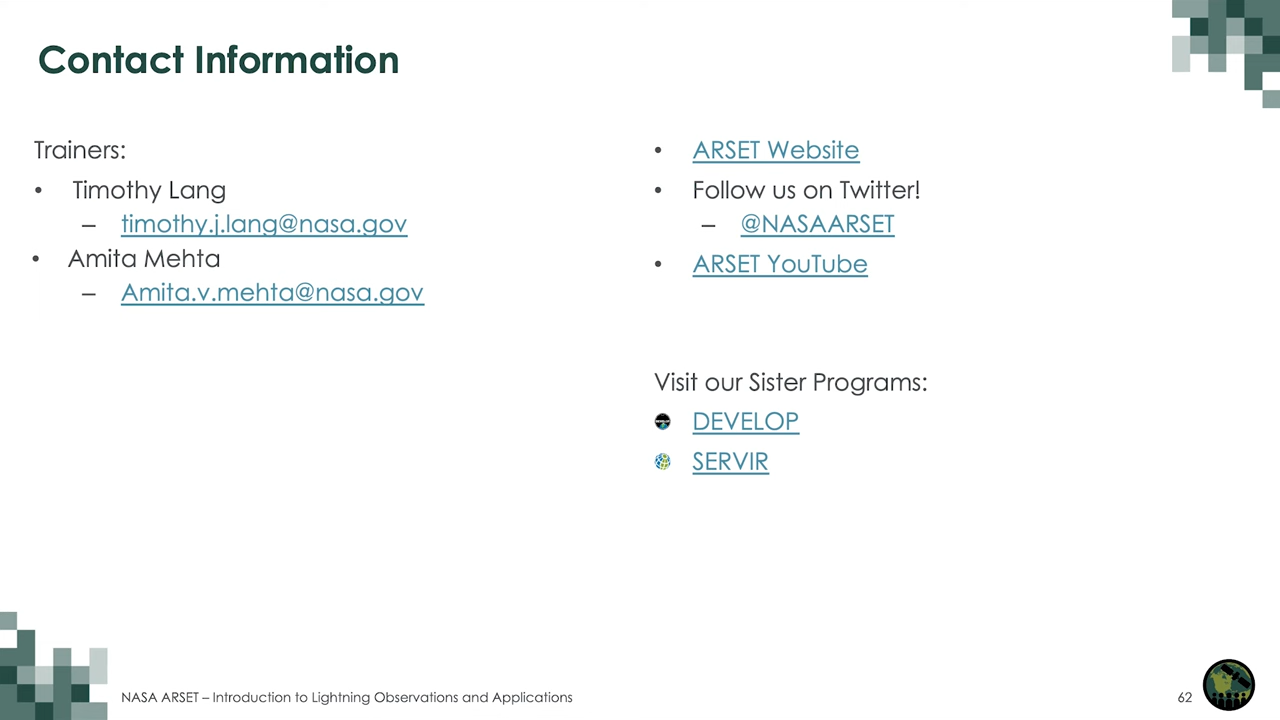 Contact Information
Trainers:
• Timothy Lang
– timothy.j.lang@nasa.gov
• Amita Mehta
– Amita.v.mehta@nasa.gov
• ARSET Website
• Follow us on Twitter!
– @NASAARSET
• ARSET YouTube
Visit our Sister Programs:
DEVELOP
SERVIR
NASA ARSET – Introduction to Lightning Observations and Applications
62